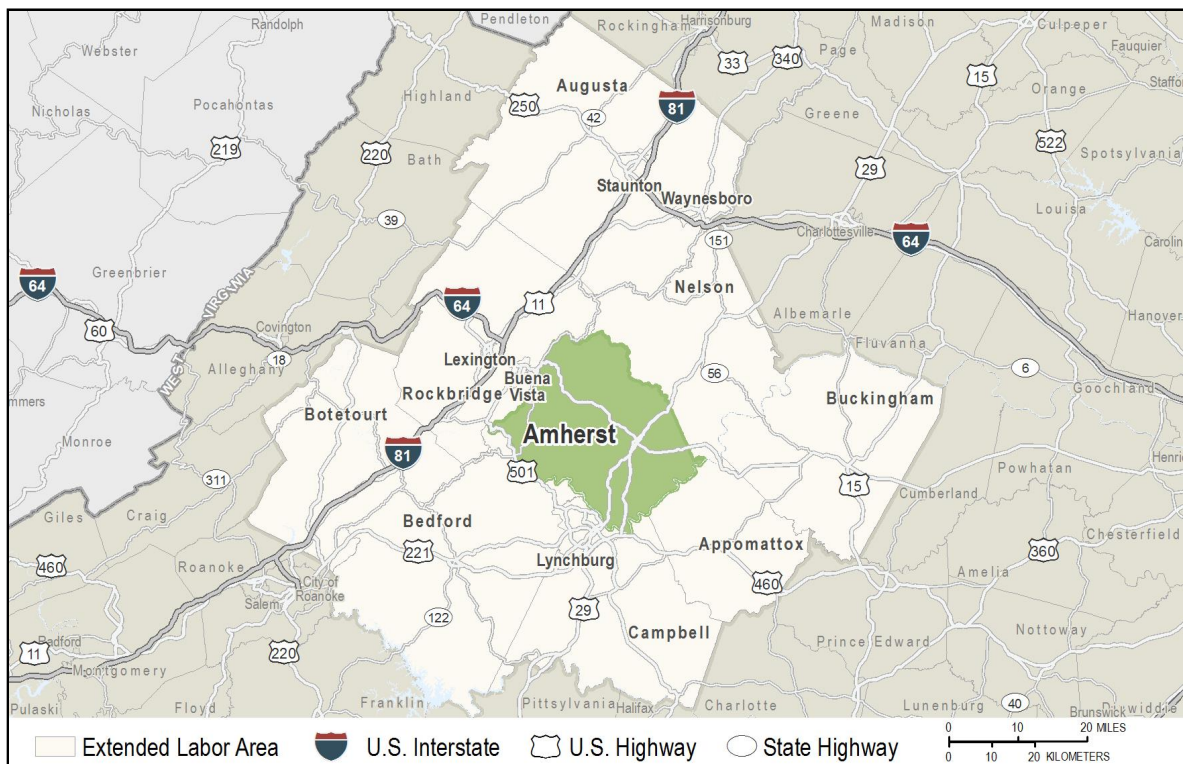 Pendleton
Randolph
Webster
Rockingham
Harrisonburg
Madison
Culpeper
Fauquier
Page
33
340
15
Stafford
Augusta
Highland
250
42
81
Orange
Nicholas
Pocahontas
219
220
Bath
Greene
522
29
Spotsylvania
Staunton
Waynesboro
39
Louisa
151
Charlottesville
64
Caroline
Greenbrier
64
VIRGINIA
WEST
60
64
11
Nelson
Albemarle
Hanover
Covington
18
Alleghany
Lexington
Buena
Vista
Rockbridge
56
Fluvanna
6
Goochland
Botetourt
Buckingham
Amherst
Monroe
81
501
15
Powhatan
Henrico
311
Cumberland
Giles
Craig
Bedford
Chesterfield
460
Roanoke
221
Lynchburg
Appomattox
360
460
Amelia
City of
Roanoke
Salem
122
29
Radford
11
220
Campbell
Prince Edward
Nottoway
Montgomery
Pulaski
Floyd
Franklin
Pittsylvania
Halifax
Charlotte
Lunenburg
40
Brunswick
Dinwiddie
Extended Labor Area
U.S. Interstate
U.S. Highway
State Highway
0 10 20 MILES
0 10 20 KILOMETERS